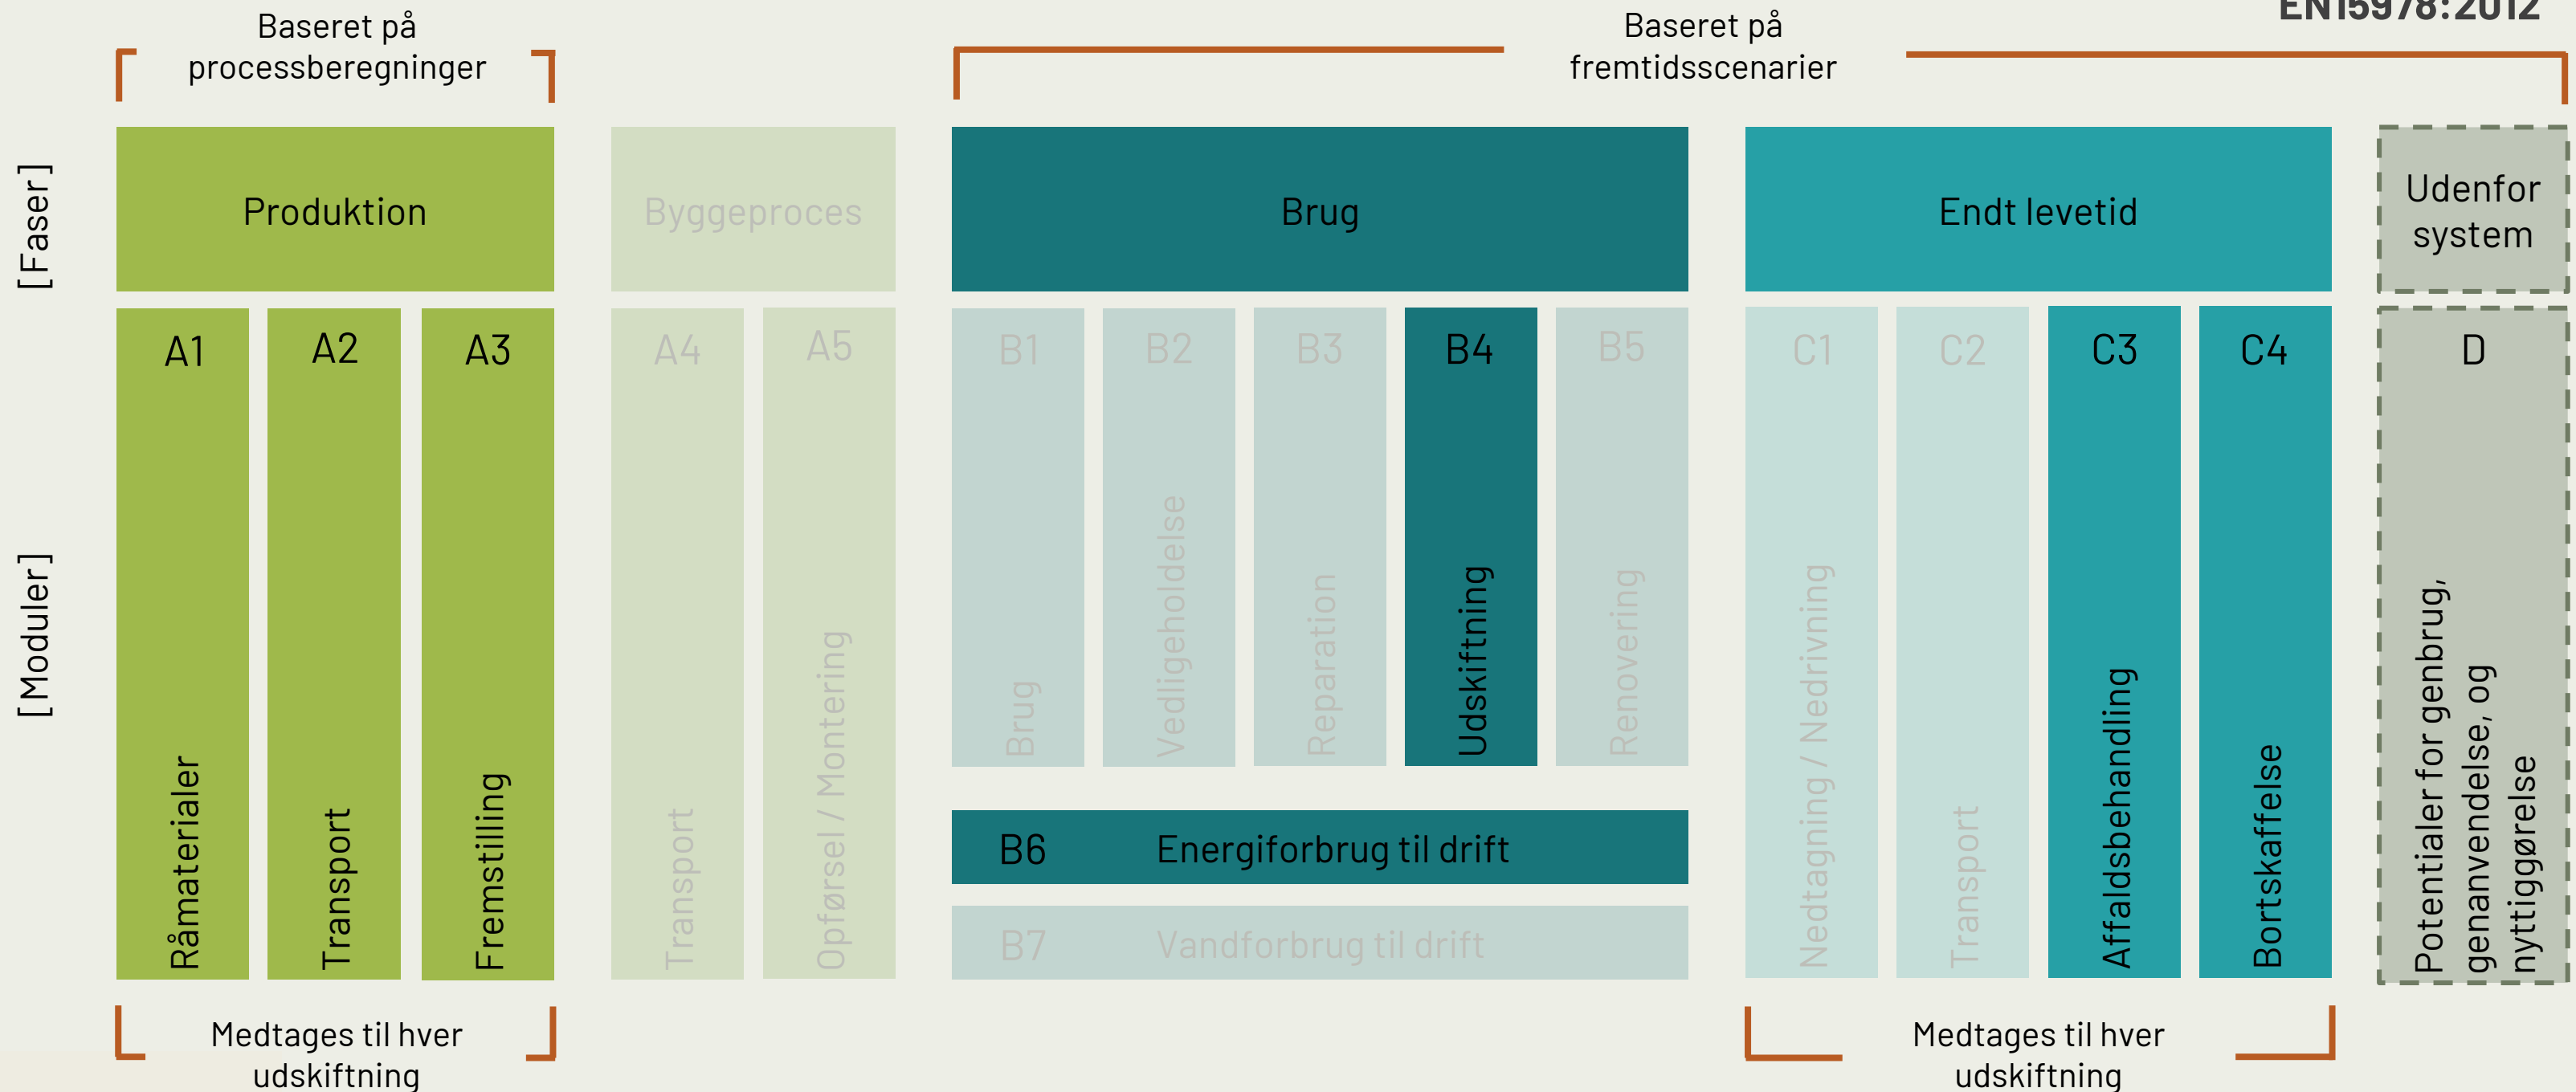 EN15978:2012
Baseret på
processberegninger
Baseret på
fremtidsscenarier
[Faser]
Produktion
Byggeproces
Brug
Endt levetid
Udenfor
system
[Moduler]
A1
Råmaterialer
A2
Transport
A3
Fremstilling
A4
Transport
A5
Opførsel / Montering
B1
Brug
B2
Vedligeholdelse
B3
Reparation
B4
Udskiftning
B5
Renovering
B6 Energiforbrug til drift
B7 Vandforbrug til drift
C1
Nedtagning / Nedrivning
C2
Transport
C3
Affaldsbehandling
C4
Bortskaffelse
D
Potentialer for genbrug,
genanvendelse, og
nyttiggørelse
Medtages til hver
udskiftning
Medtages til hver
udskiftning